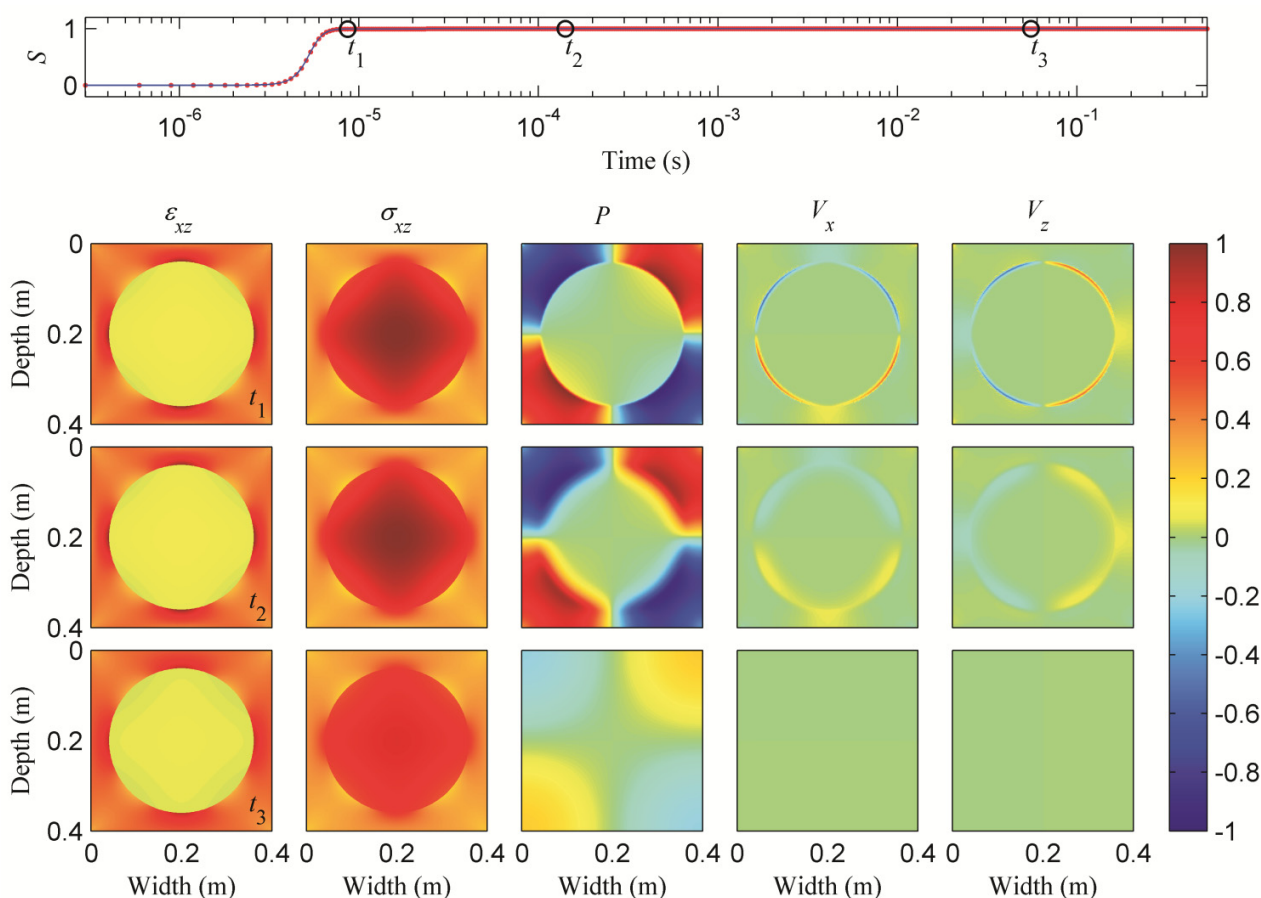 S
1
0
t1
t2
t3
10-6 10-5 10-4 10-3 10-2 10-1
Time (s)
εxz σxz P Vx Vz
Depth (m)
0
0.2
0.4
t1
Depth (m)
0
0.2
0.4
t2
Depth (m)
0
0.2
0.4
t3
0 0.2 0.4 0 0.2 0.4 0 0.2 0.4 0 0.2 0.4 0 0.2 0.4
Width (m) Width (m) Width (m) Width (m) Width (m)
1
0.8
0.6
0.4
0.2
0
-0.2
-0.4
-0.6
-0.8
-1